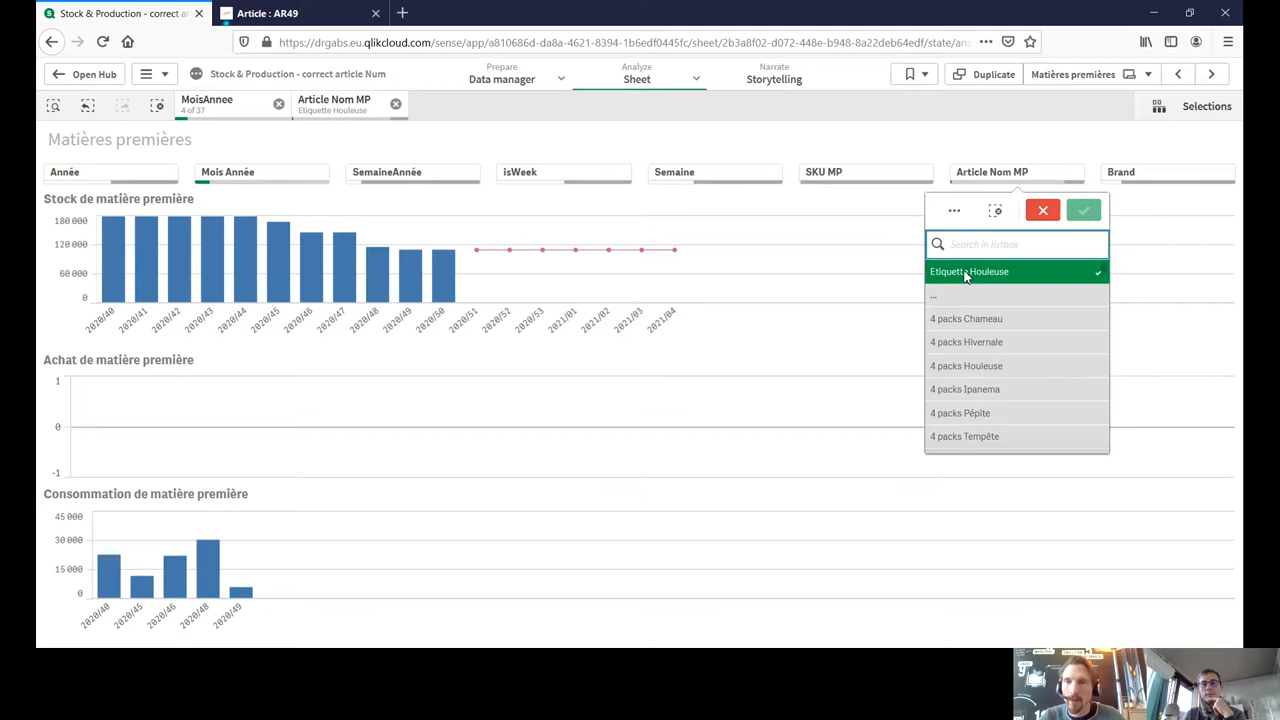 Stock & Production - correct a
Article : AR49
https://drgabs.eu.qlikcloud.com/sense/app/a810686d-da8a-4621-8394-1b6edf0445fc/sheet/2b3a8f02-d072-448e-b948-8a22deb64edf/state/ana
Open Hub
Stock & Production - correct article Num
Prepare
Data manager
Analyze
Sheet
Narrate
Storytelling
Duplicate
Matières premières
MoisAnnee
4 of 37
Article Nom MP
Etiquette Houleuse
Selections
Matières premières
Année
Mois Année
SemaineAnnée
isWeek
Semaine
SKU MP
Article Nom MP
Brand
Stock de matière première
180 000
120 000
60 000
0
2020/40
2020/41
2020/42
2020/43
2020/44
2020/45
2020/46
2020/47
2020/48
2020/49
2020/50
2020/51
2020/52
2020/53
2021/01
2021/02
2021/03
2021/04
Search in listbox
Etiquette Houleuse
...
4 packs Chameau
4 packs Hivernale
4 packs Houleuse
4 packs Ipanema
4 packs Pépite
4 packs Tempête
Achat de matière première
1
0
-1
Consommation de matière première
45 000
30 000
15 000
0
2020/40
2020/45
2020/46
2020/48
2020/49